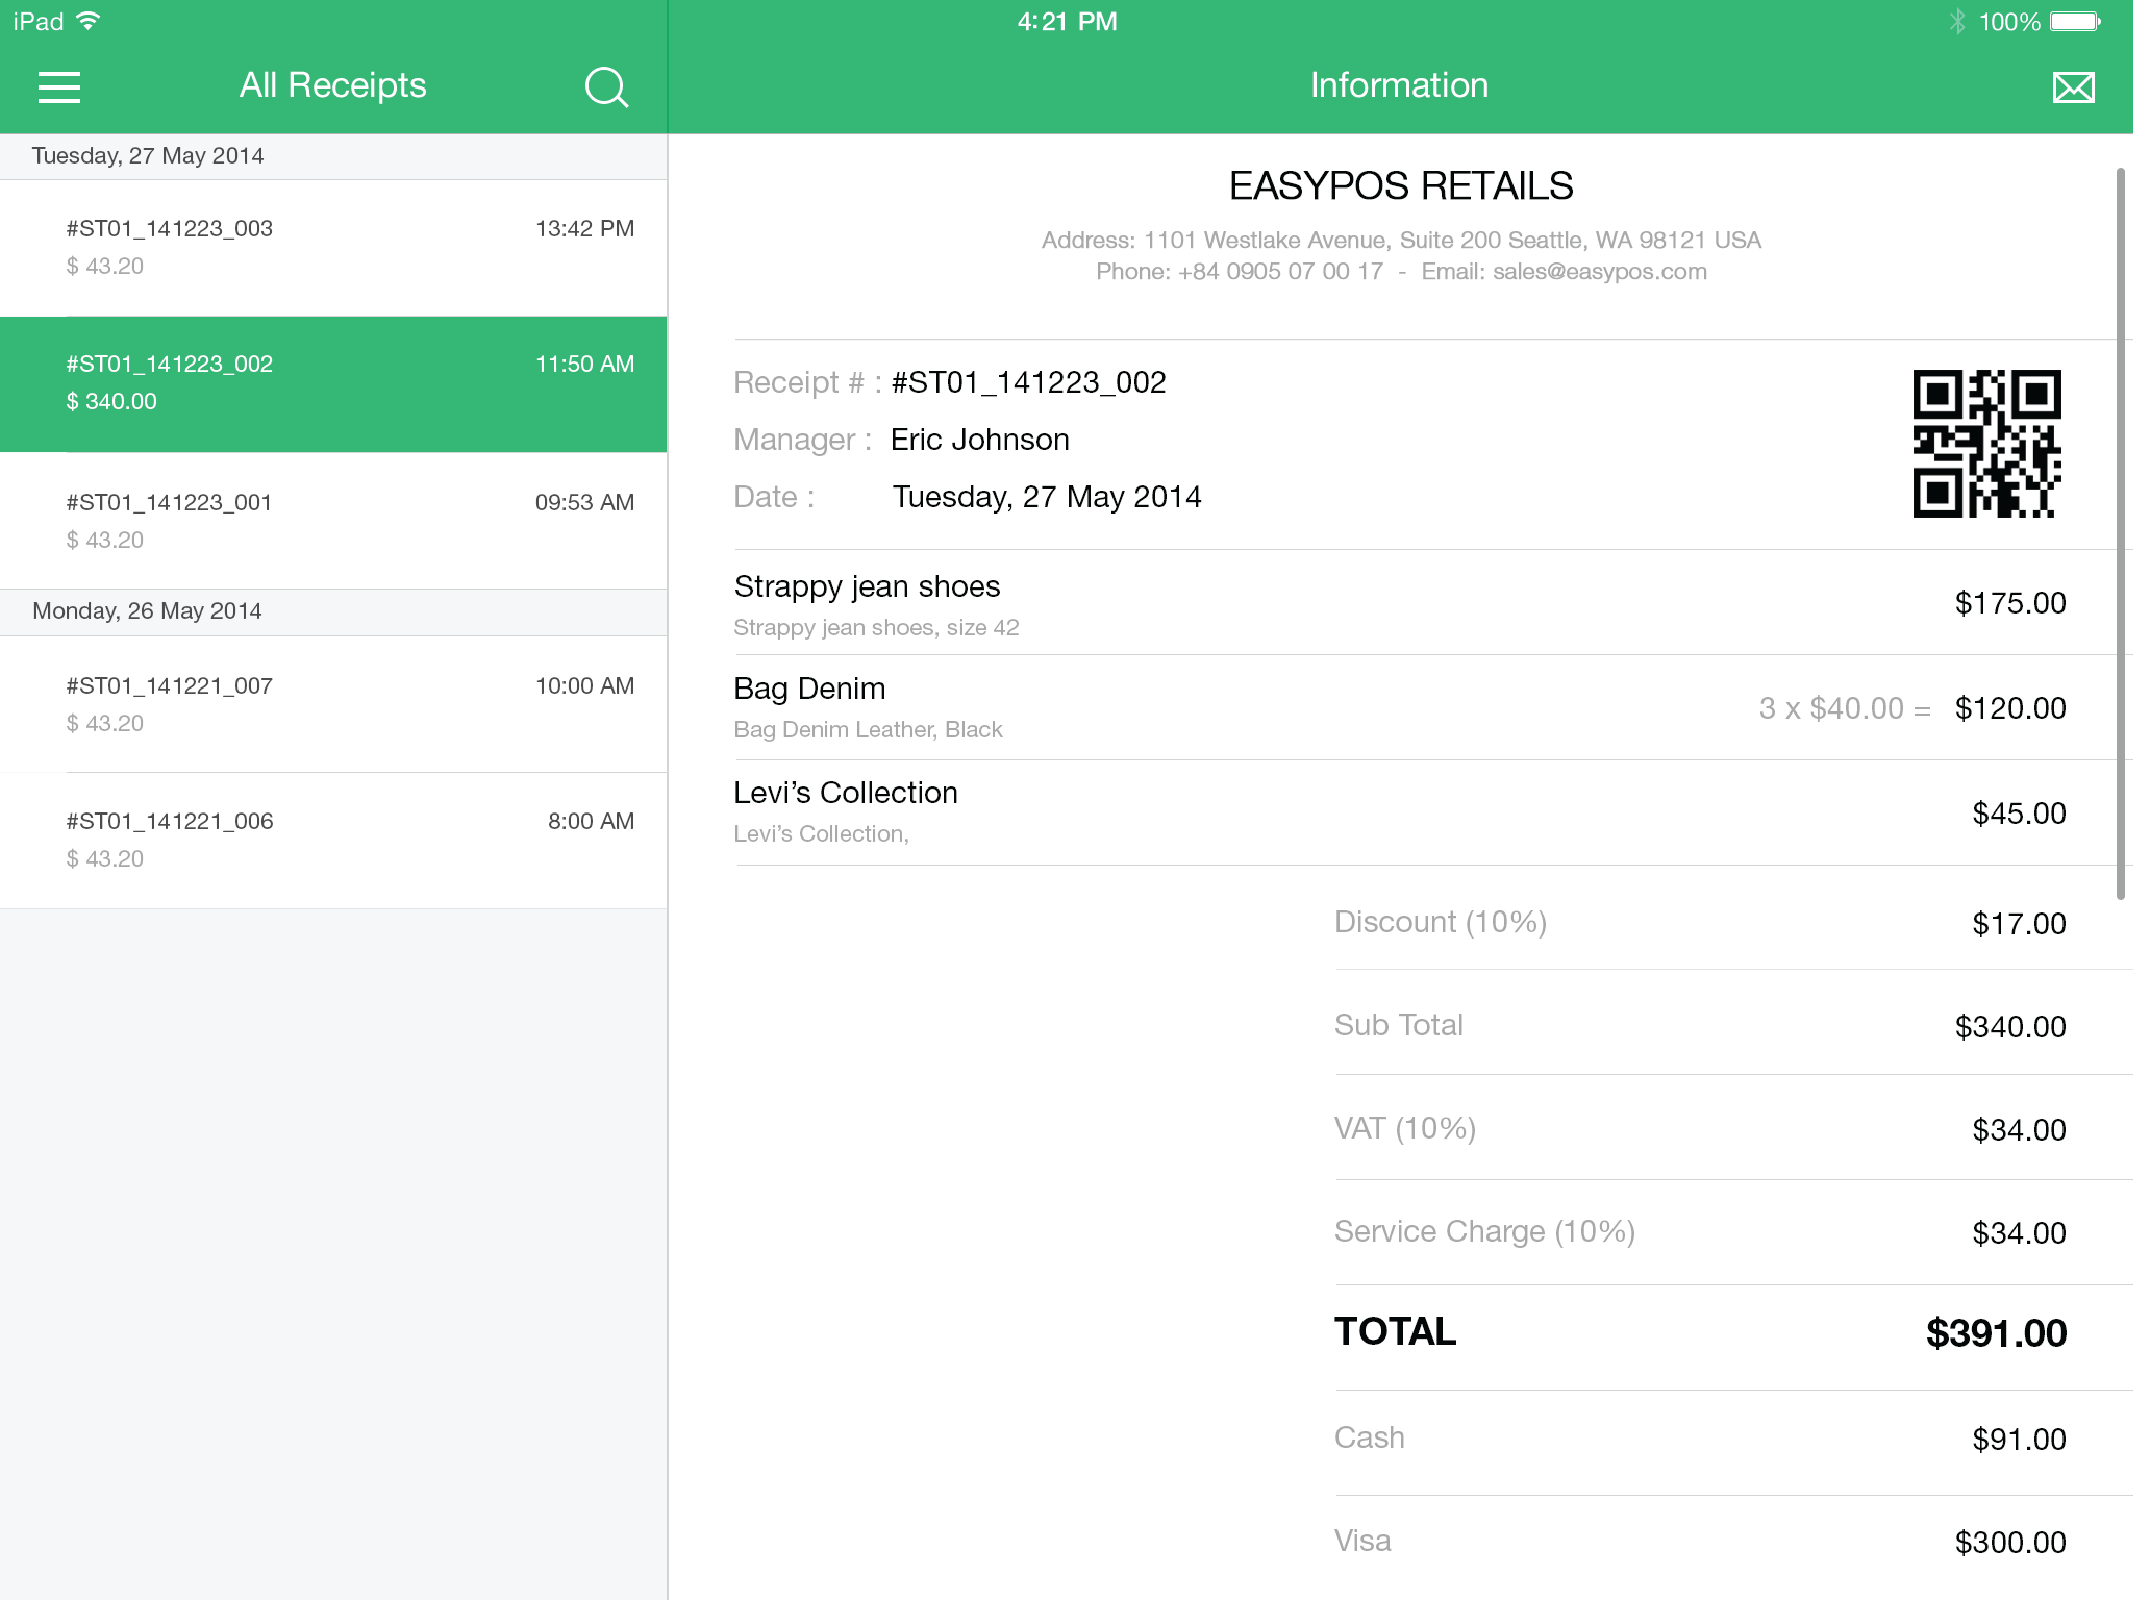 iPad
4:21 PM
100%
All Receipts
Information
Tuesday, 27 May 2014
#ST01_141223_003
13:42 PM
$ 43.20
#ST01_141223_002
11:50 AM
$ 340.00
#ST01_141223_001
09:53 AM
$ 43.20
Monday, 26 May 2014
#ST01_141221_007
10:00 AM
$ 43.20
#ST01_141221_006
8:00 AM
$ 43.20
EASYPOS RETAILS
Address: 1101 Westlake Avenue, Suite 200 Seattle, WA 98121 USA
Phone: +84 0905 07 00 17 - Email: sales@easypos.com
Receipt # : #ST01_141223_002
Manager : Eric Johnson
Date : Tuesday, 27 May 2014
Strappy jean shoes
Strappy jean shoes, size 42
$175.00
Bag Denim
Bag Denim Leather, Black
3 x $40.00 = $120.00
Levi’s Collection
Levi’s Collection,
$45.00
Discount (10%) $17.00
Sub Total $340.00
VAT (10%) $34.00
Service Charge (10%) $34.00
TOTAL $391.00
Cash $91.00
Visa $300.00